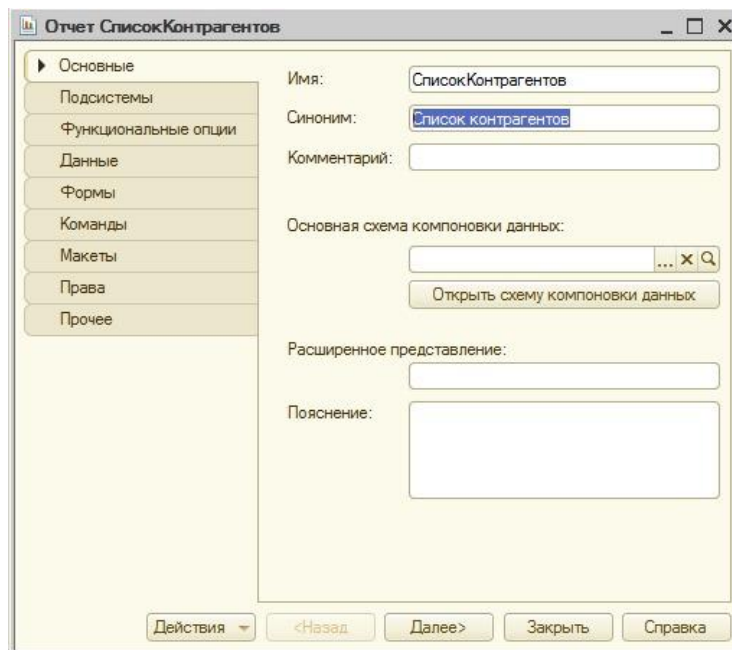 Отчет СписокКонтрагентов
Основные
Подсистемы
Функциональные опции
Данные
Формы
Команды
Макеты
Права
Прочее
Имя: СписокКонтрагентов
Синоним: Список контрагентов
Комментарий:
Основная схема компоновки данных:
...
Открыть схему компоновки данных
Расширенное представление:
Пояснение:
Действия <Назад Далее> Закрыть Справка